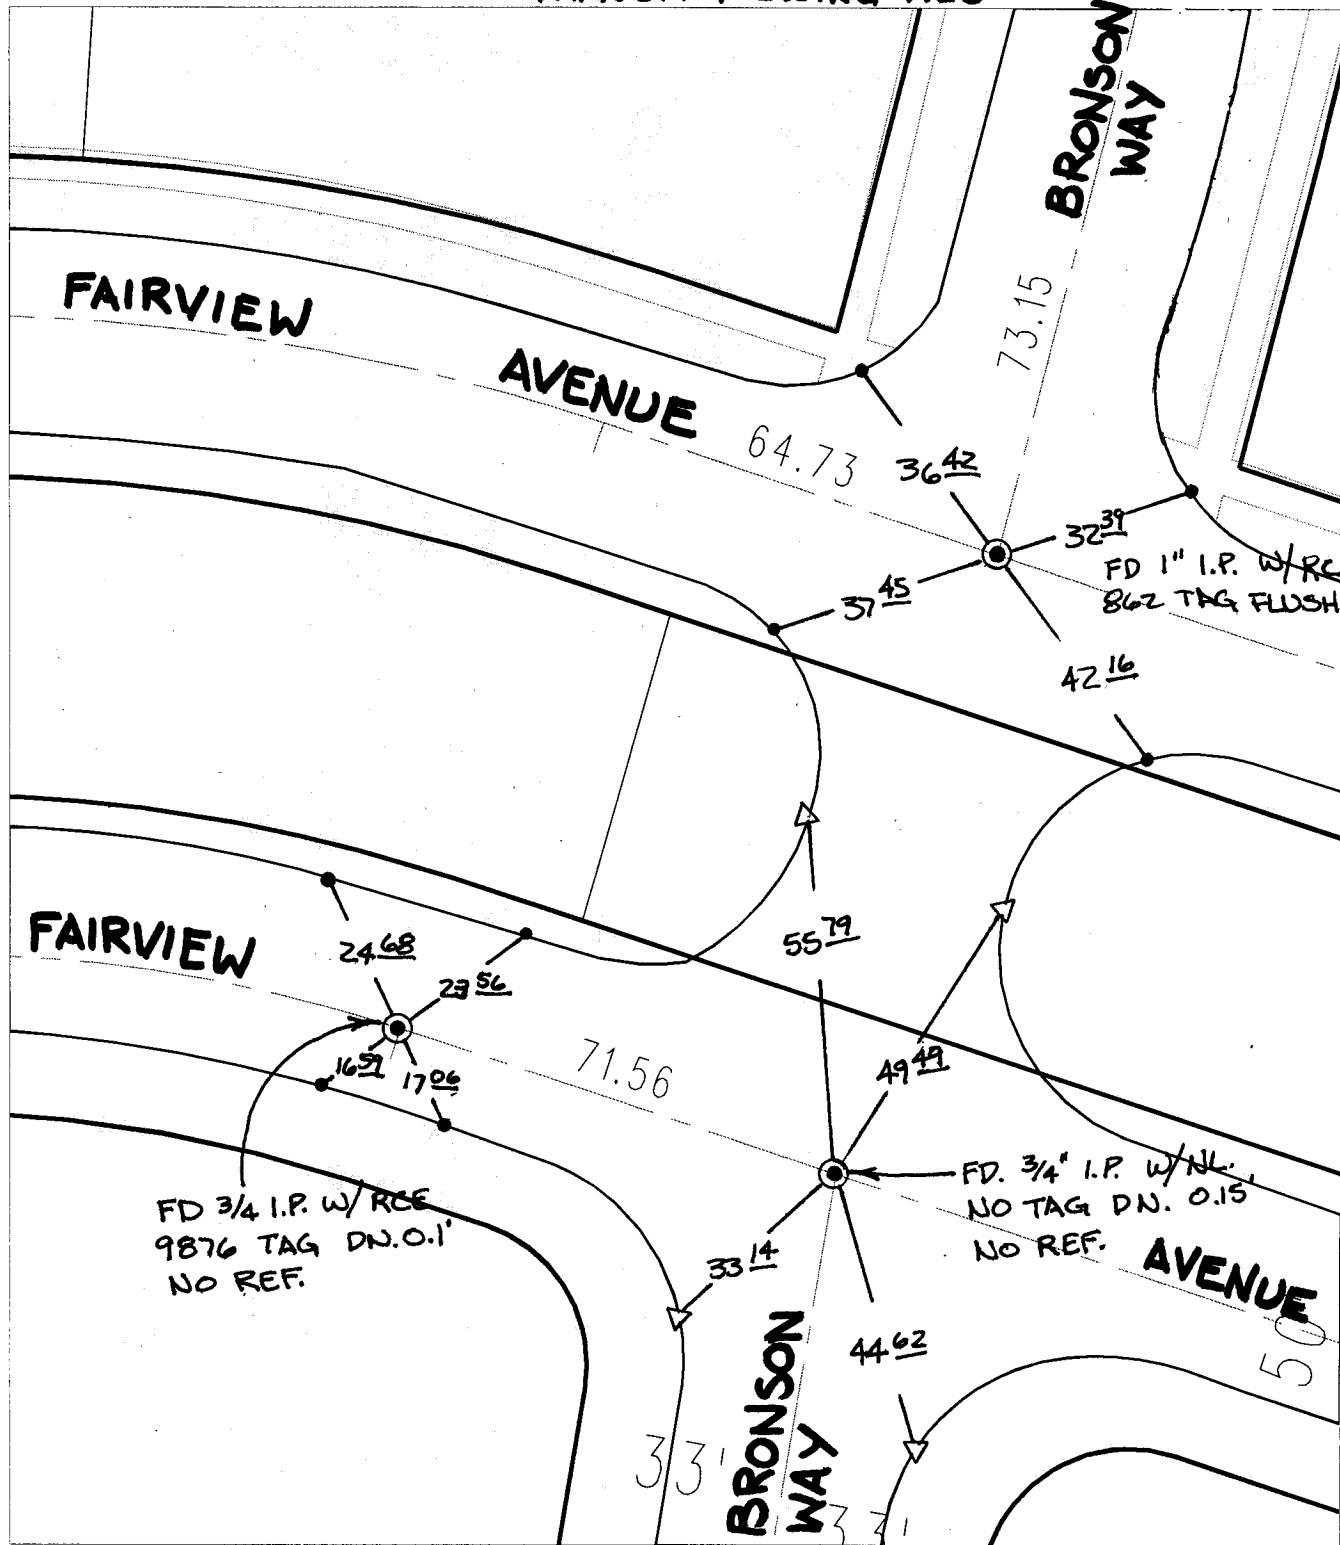 BRONSON
WAY
FAIRVIEW
AVENUE
73.15
64.73
36 42
32 39
FD 1" I.P. W/RC
862 TAG FLUSH
37 45
42 16
FAIRVIEW
24 68
23 56
55 79
16 59
17 06
71.56
49 49
FD 3/4 I.P. W/ RCE
9876 TAG DN. 0.1'
NO REF.
FD. 3/4" I.P. W/NL.
NO TAG DN. 0.15'
NO REF.
33 14
AVENUE
44 62
50
BRONSON
WAY
33'
33'